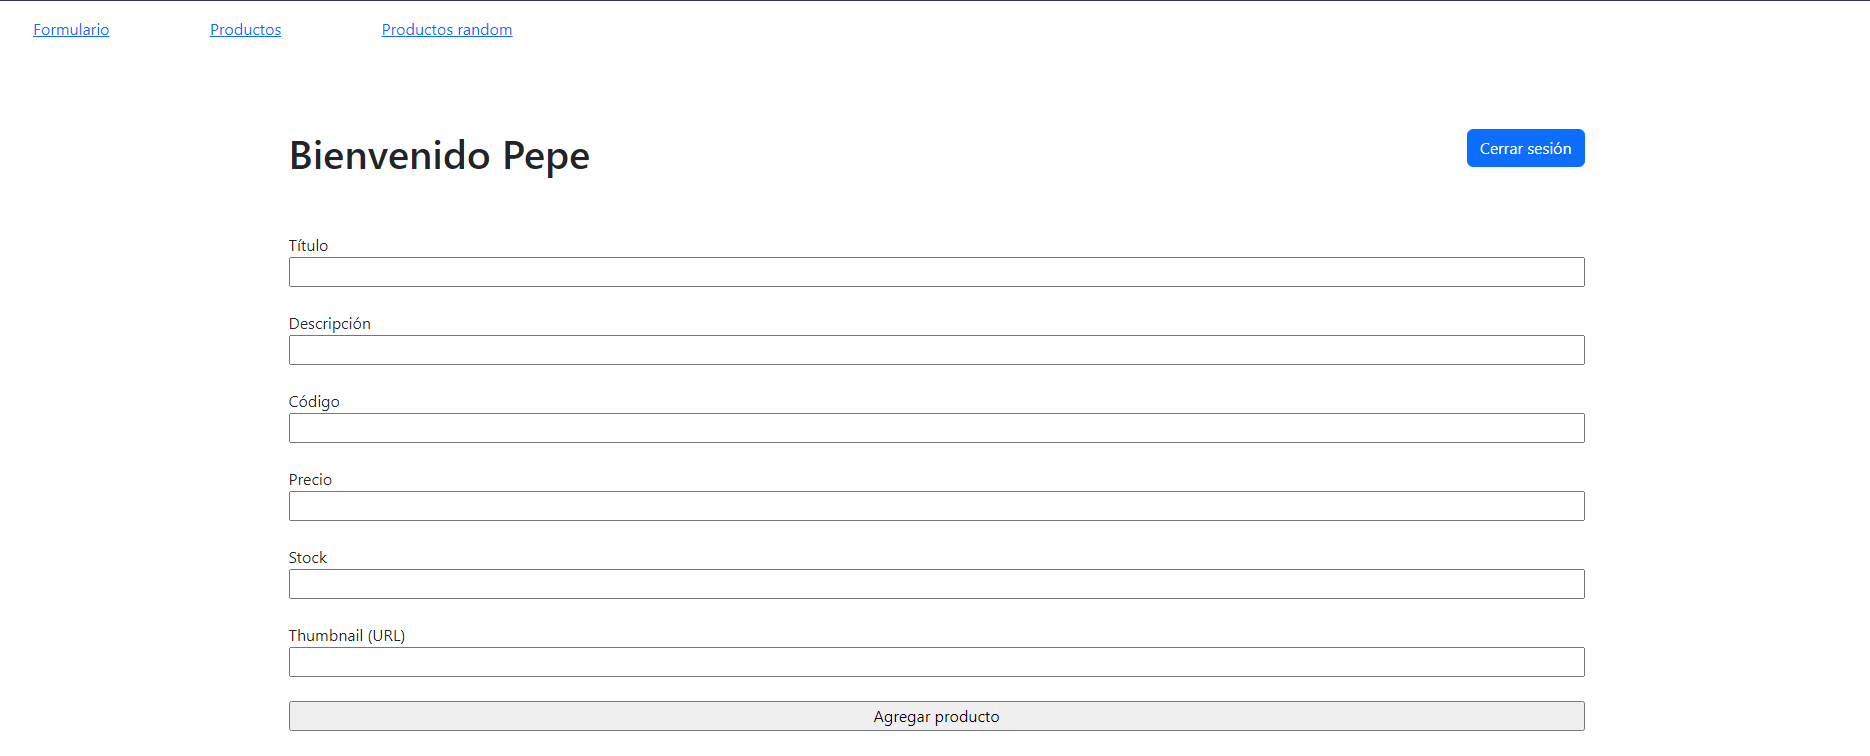 Formulario Productos Productos random
Bienvenido Pepe Cerrar sesión
Título
Descripción
Código
Precio
Stock
Thumbnail (URL)
Agregar producto